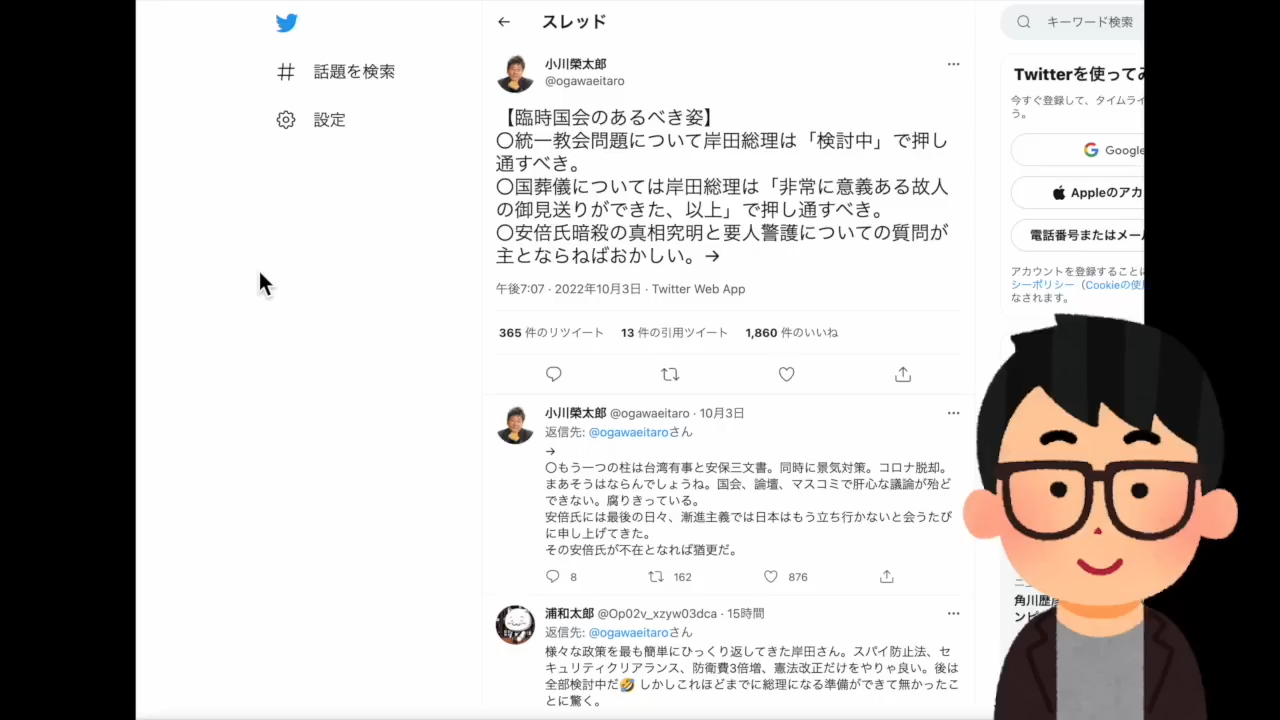 スレッド
キーワード検索
話題を検索
設定
小川榮太郎
@ogawaeitaro
【臨時国会のあるべき姿】
〇統一教会問題について岸田総理は「検討中」で押し
通すべき。
〇国葬儀については岸田総理は「非常に意義ある故人
の御見送りができた、以上」で押し通すべき。
〇安倍氏暗殺の真相究明と要人警護についての質問が
主とならねばおかしい。→
午後7:07 · 2022年10月3日 · Twitter Web App
365 件のリツイート 13 件の引用ツイート 1,860 件のいいね
小川榮太郎 @ogawaeitaro · 10月3日
返信先: @ogawaeitaroさん
→
〇もう一つの柱は台湾有事と安保三文書。同時に景気対策。コロナ脱却。
まあそうはならんでしょうね。国会、論壇、マスコミで肝心な議論が殆ど
できない。腐りきっている。
安倍氏には最後の日々、漸進主義では日本はもう立ち行かないと会うたび
に申し上げてきた。
その安倍氏が不在となれば猶更だ。
8 162 876
浦和太郎 @Op02v_xzyw03dca · 15時間
返信先: @ogawaeitaroさん
様々な政策を最も簡単にひっくり返してきた岸田さん。スパイ防止法、セ
キュリティクリアランス、防衛費3倍増、憲法改正だけをやりゃ良い。後は
全部検討中だ🤣 しかしこれほどまでに総理になる準備ができて無かったこ
とに驚く。
Twitterを使ってみ
今すぐ登録して、タイムライ
う。
Google
Appleのアカ
電話番号またはメール
アカウントを登録することに
シーポリシー（Cookieの使用
なされます。
角川歴彦
ンピ